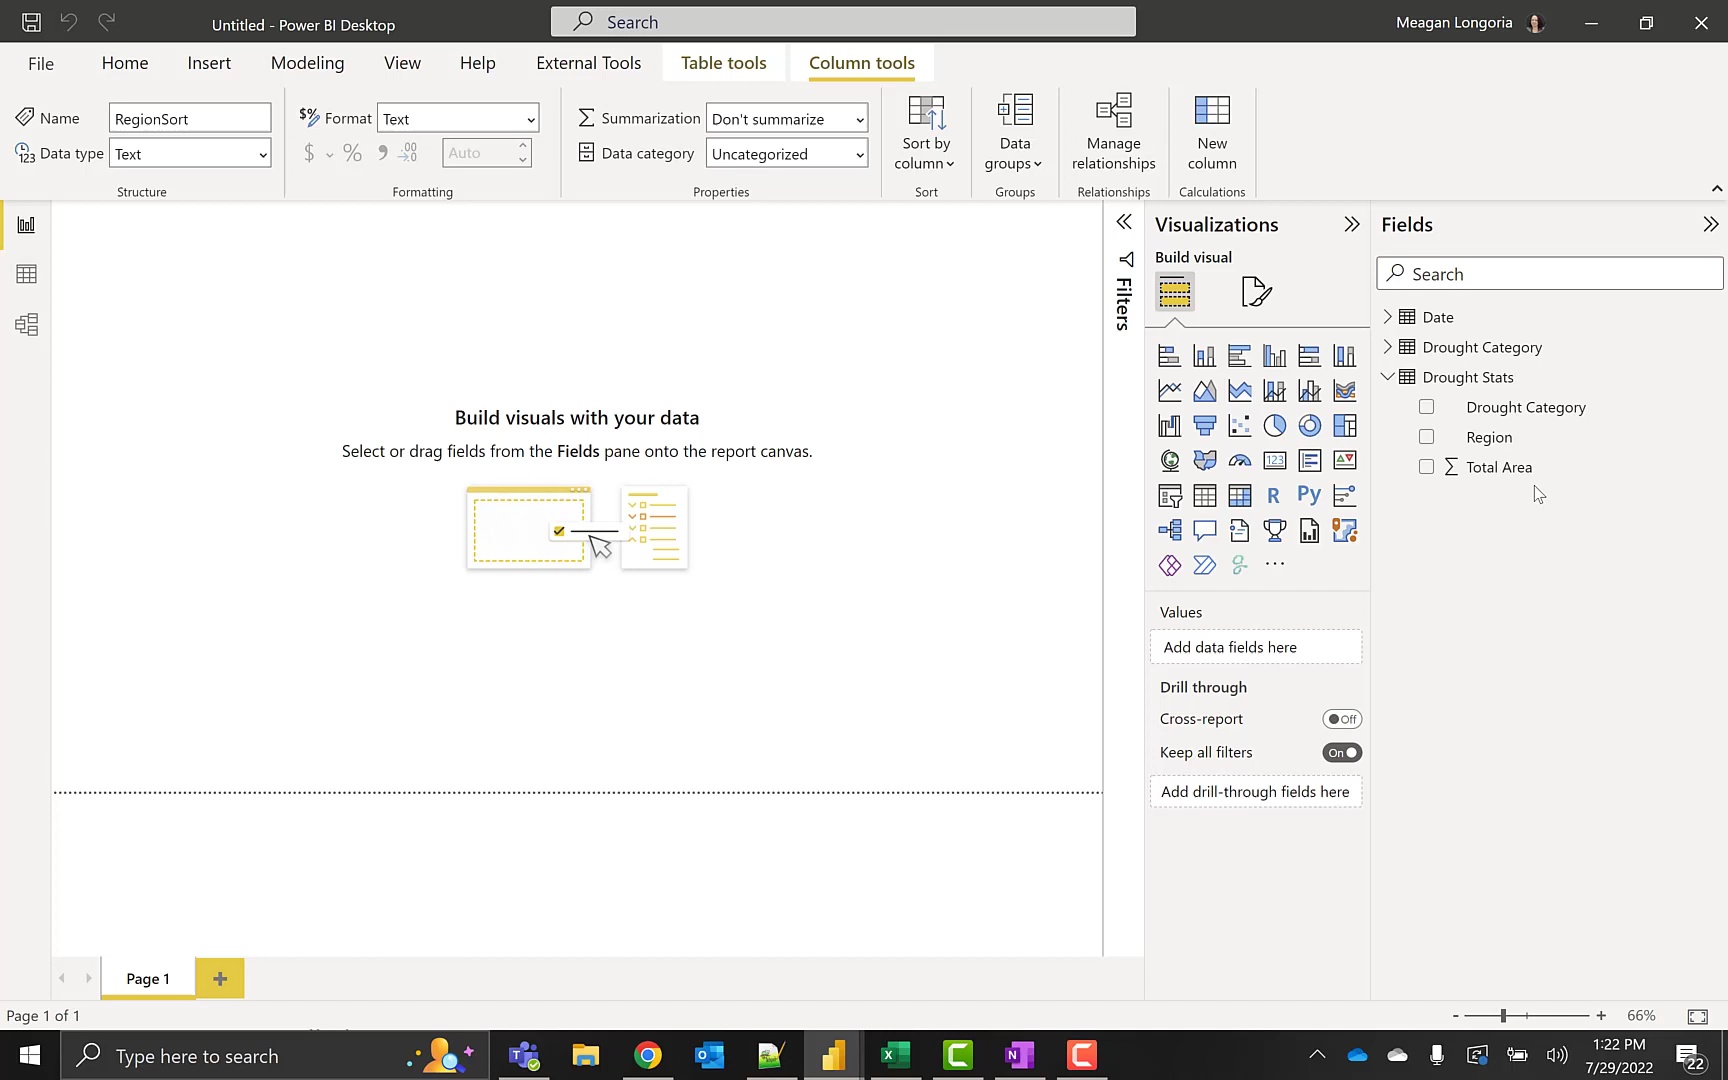 Untitled - Power BI Desktop
Search
Meagan Longoria
File
Home
Insert
Modeling
View
Help
External Tools
Table tools
Column tools
Name
RegionSort
Data type
Text
Structure
Format
Text
$
%
Auto
Formatting
Summarization
Don't summarize
Data category
Uncategorized
Properties
Sort by
column
Sort
Data
groups
Groups
Manage
relationships
Relationships
New
column
Calculations
Build visuals with your data
Select or drag fields from the Fields pane onto the report canvas.
Filters
Visualizations
Build visual
123
R
Py
Values
Add data fields here
Drill through
Cross-report
Off
Keep all filters
On
Add drill-through fields here
Fields
Search
Date
Drought Category
Drought Stats
Drought Category
Region
Σ Total Area
Page 1
Page 1 of 1
- + 66%
Type here to search
1:22 PM
7/29/2022
22